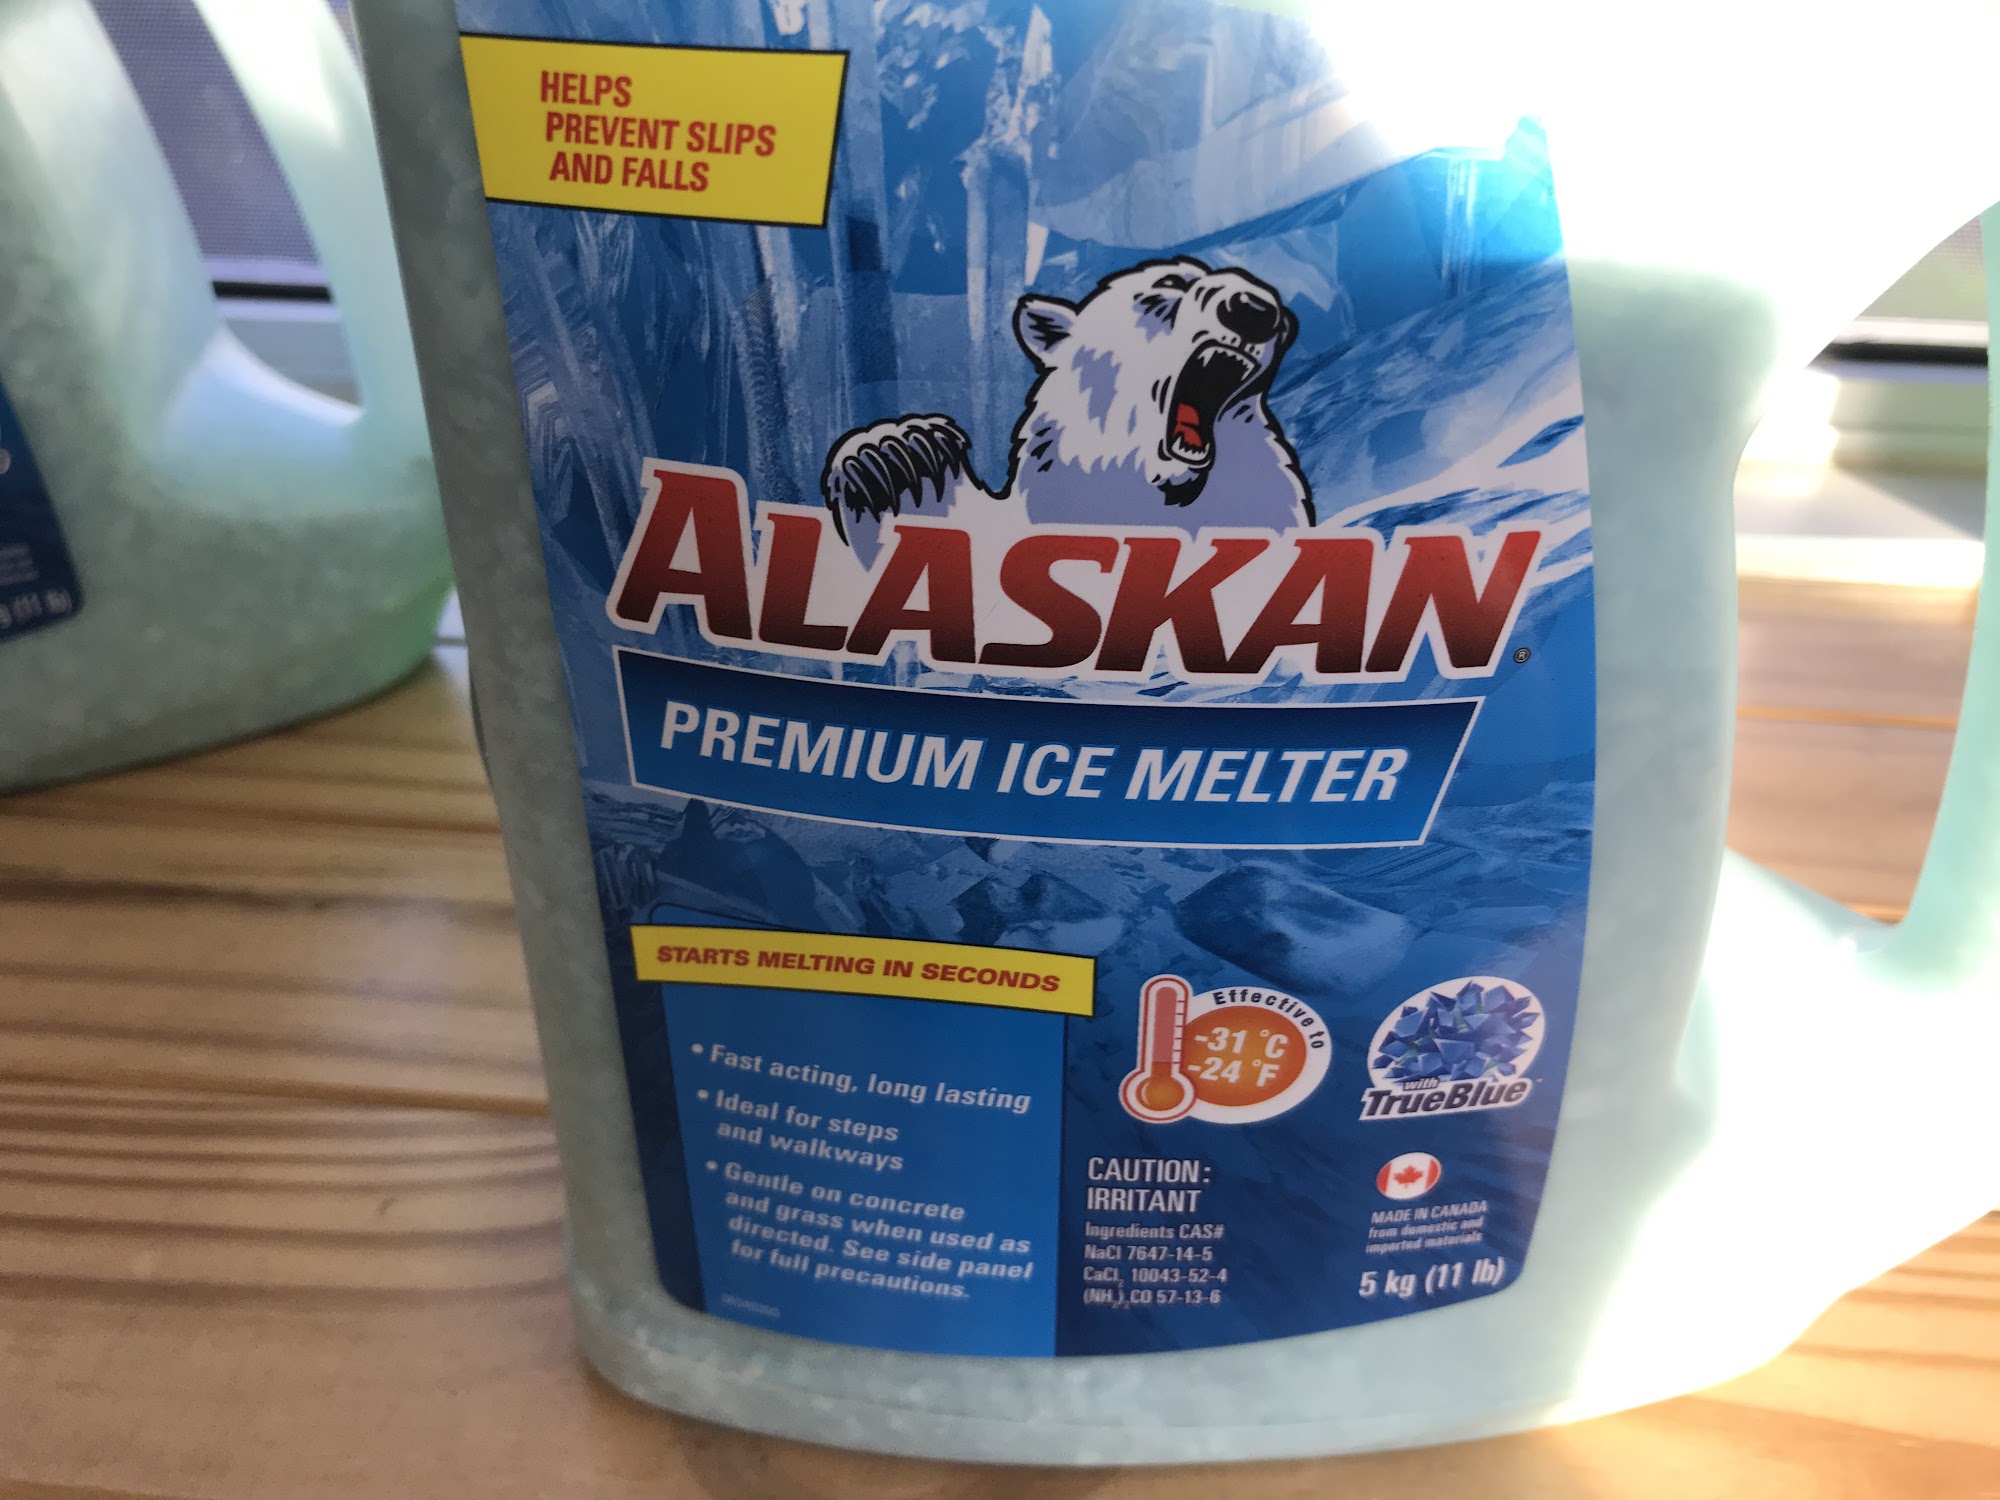 HELPS
PREVENT SLIPS
AND FALLS
ALASKAN®
PREMIUM ICE MELTER
STARTS MELTING IN SECONDS
• Fast acting, long lasting
• Ideal for steps
and walkways
• Gentle on concrete
and grass when used as
directed. See side panel
for full precautions.
Effective to
-31 °C
-24 °F
with
TrueBlue™
CAUTION:
IRRITANT
Ingredients CAS#
NaCl 7647-14-5
CaCl₂ 10043-52-4
(NH₂)₂CO 57-13-6
MADE IN CANADA
from domestic and
imported materials
5 kg (11 lb)
(11 lb)